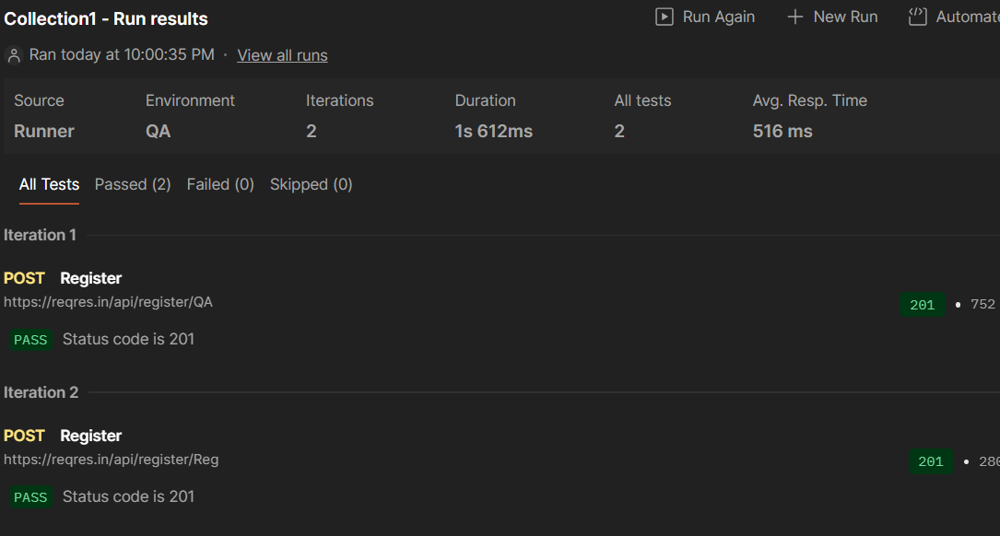 Collection1 - Run results
Run Again
New Run
Ran today at 10:00:35 PM · View all runs
Source Environment Iterations Duration All tests Avg. Resp. Time
Runner QA 2 1s 612ms 2 516 ms
All Tests Passed (2) Failed (0) Skipped (0)
Iteration 1
POST Register
https://reqres.in/api/register/QA
201 • 752
PASS Status code is 201
Iteration 2
POST Register
https://reqres.in/api/register/Reg
201 •
PASS Status code is 201